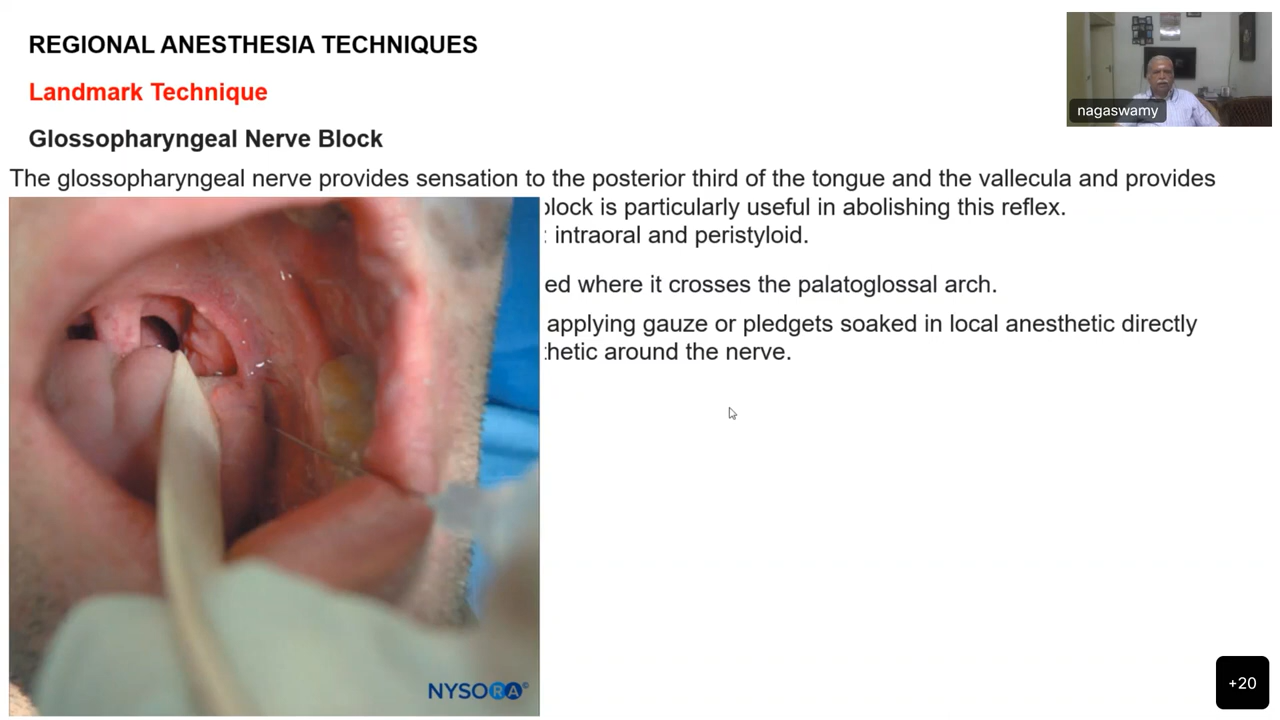 REGIONAL ANESTHESIA TECHNIQUES
Landmark Technique
Glossopharyngeal Nerve Block
The glossopharyngeal nerve provides sensation to the posterior third of the tongue and the vallecula and provides
block is particularly useful in abolishing this reflex.
: intraoral and peristyloid.
ed where it crosses the palatoglossal arch.
applying gauze or pledgets soaked in local anesthetic directly
thetic around the nerve.
nagaswamy
NYSORA©
+20